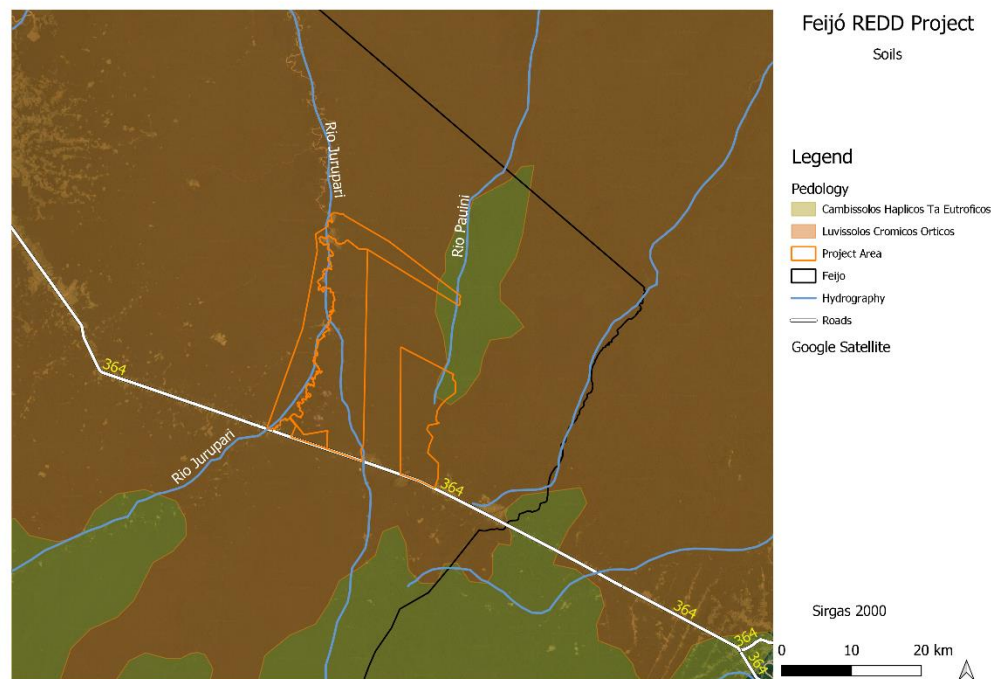 Feijó REDD Project
Soils
Rio Jurupari
Rio Pauini
364
Rio Jurupari
364
364
364
364
Legend
Pedology
Cambissolos Haplicos Ta Eutroficos
Luvissolos Cromicos Orticos
Project Area
Feijo
Hydrography
Roads
Google Satellite
Sirgas 2000
0 10 20 km